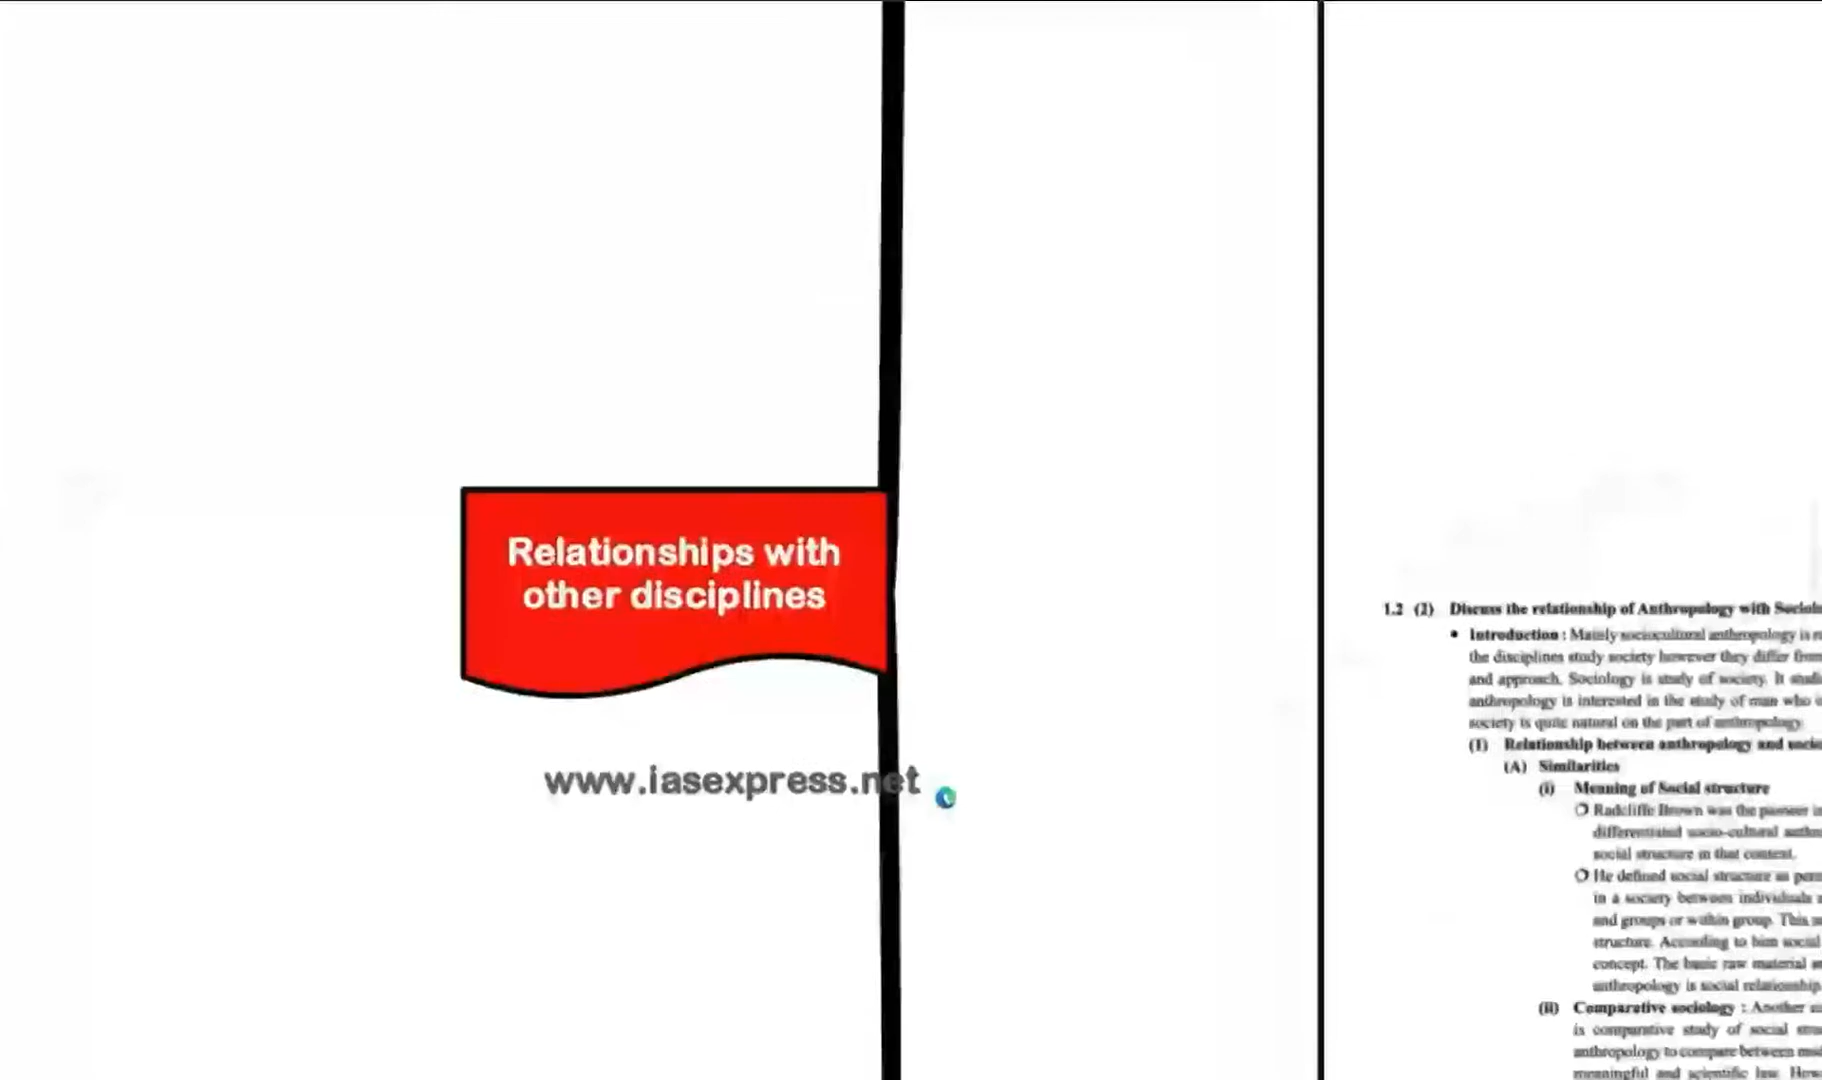 Relationships with
other disciplines
www.iasexpress.net
1.2 (2) Discuss the relationship of Anthropology with
• Introduction : Mainly sociocultural anthropology is
the disciplines study society however they differ from
and approach. Sociology is study of society. It
anthropology is interested in the study of man who
society is quite natural on the part of anthropology
(1) Relationship between anthropology and
(A) Similarities
(i) Meaning of Social structure
Radcliffe Brown was the pioneer
differentiated socio-cultural
social structure in that context.
He defined social structure as
in a society between individuals
and groups or within group. This
structure. According to him social
concept. The basic raw material
anthropology is social relationship
(ii) Comparative sociology : Another
is comparative study of social
anthropology to compare between
meaningful and scientific law.